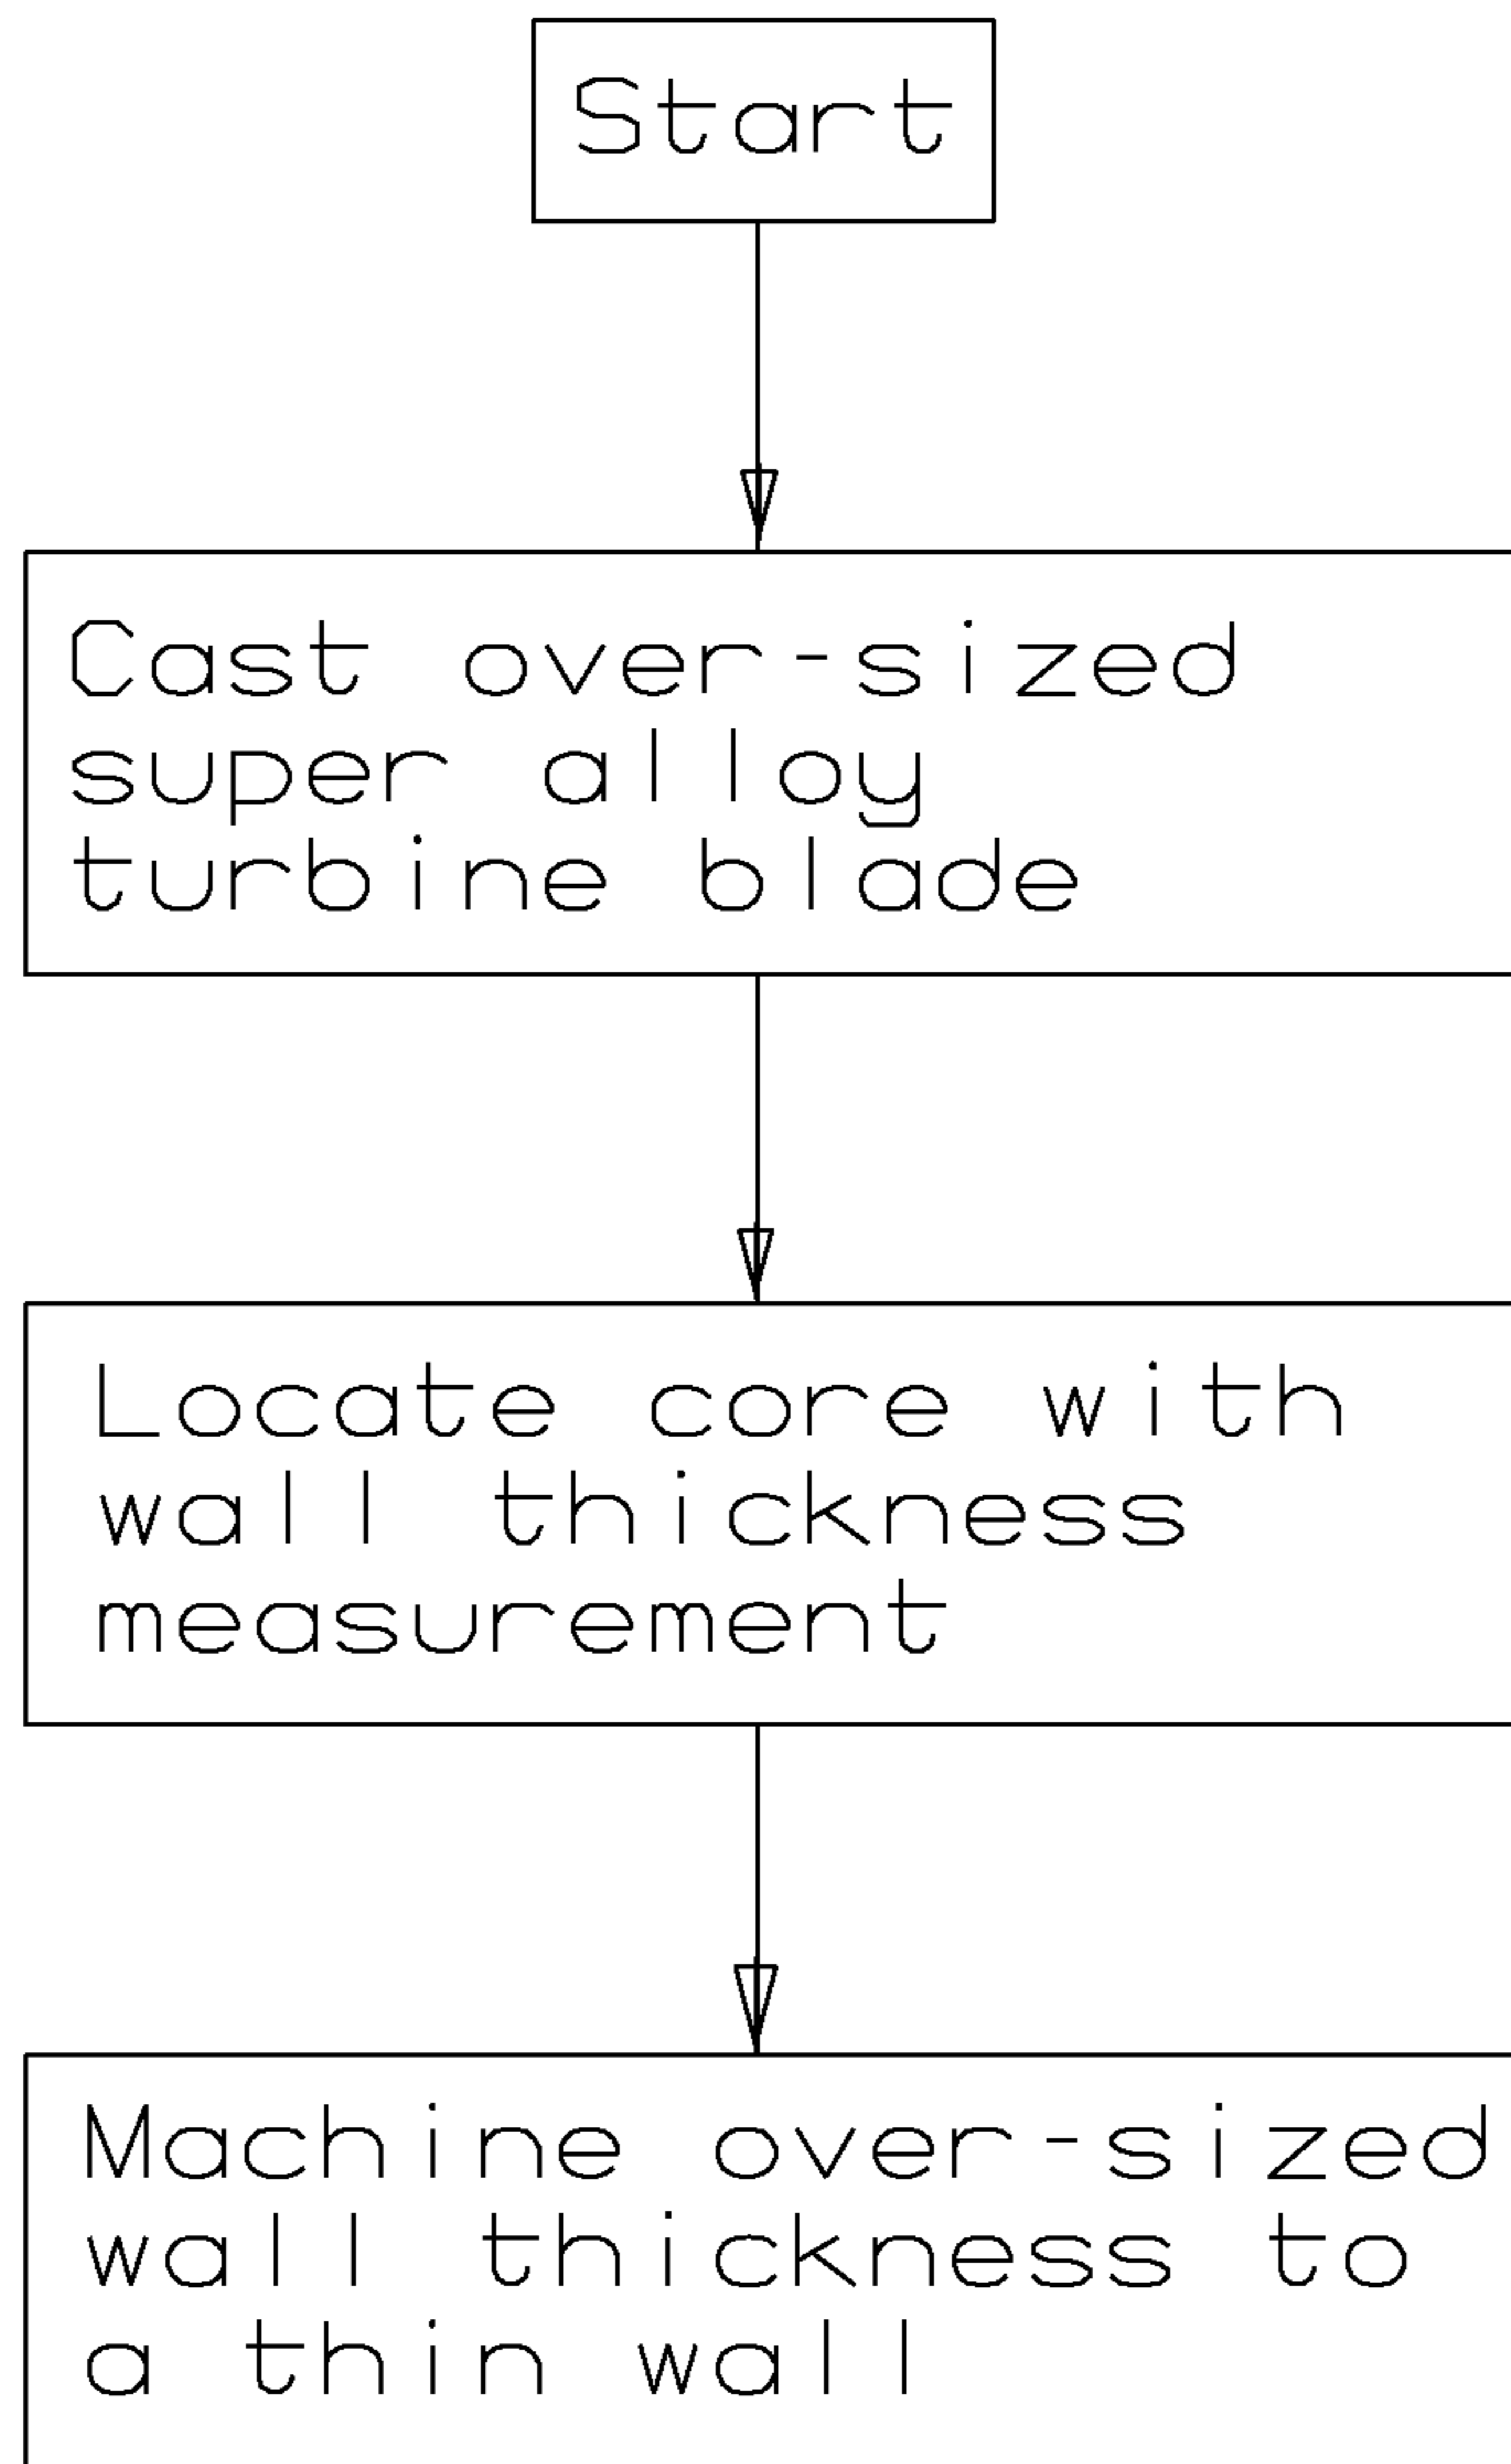 Start
Cast over-sized
super alloy
turbine blade
Locate core with
wall thickness
measurement
Machine over-sized
wall thickness to
a thin wall